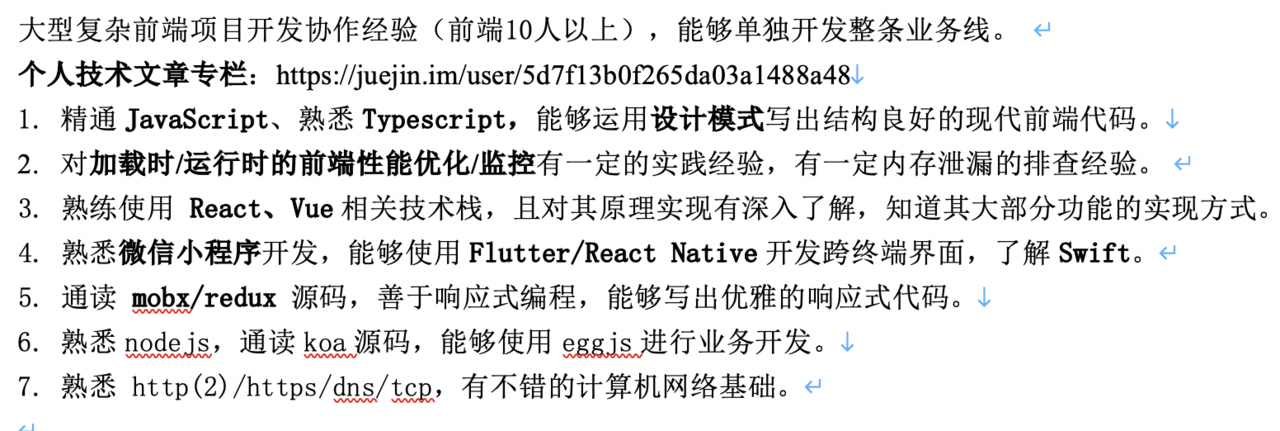 大型复杂前端项目开发协作经验（前端10人以上），能够单独开发整条业务线。
个人技术文章专栏：https://juejin.im/user/5d7f13b0f265da03a1488a48
1. 精通 JavaScript、熟悉 Typescript，能够运用设计模式写出结构良好的现代前端代码。
2. 对加载时/运行时的前端性能优化/监控有一定的实践经验，有一定内存泄漏的排查经验。
3. 熟练使用 React、Vue 相关技术栈，且对其原理实现有深入了解，知道其大部分功能的实现方式。
4. 熟悉微信小程序开发，能够使用 Flutter/React Native 开发跨终端界面，了解 Swift。
5. 通读 mobx/redux 源码，善于响应式编程，能够写出优雅的响应式代码。
6. 熟悉 nodejs，通读 koa 源码，能够使用 eggjs 进行业务开发。
7. 熟悉 http(2)/https/dns/tcp，有不错的计算机网络基础。